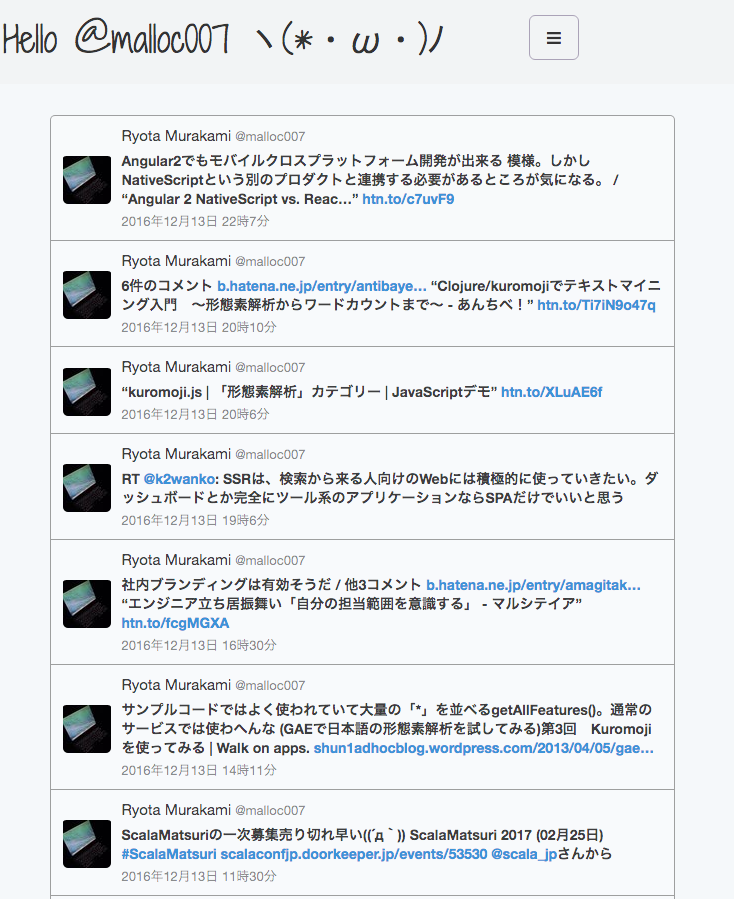 Hello @malloc007 ヽ(*・ω・)ﾉ
Ryota Murakami @malloc007
Angular2でもモバイルクロスプラットフォーム開発が出来る 模様。しかし
NativeScriptという別のプロダクトと連携する必要があるところが気になる。 /
“Angular 2 NativeScript vs. Reac…” htn.to/c7uvF9
2016年12月13日 22時7分
Ryota Murakami @malloc007
6件のコメント b.hatena.ne.jp/entry/antibaye… “Clojure/kuromojiでテキストマイニ
ング入門　〜形態素解析からワードカウントまで〜 - あんちべ！” htn.to/Ti7iN9o47q
2016年12月13日 20時10分
Ryota Murakami @malloc007
“kuromoji.js | 「形態素解析」カテゴリー | JavaScriptデモ” htn.to/XLuAE6f
2016年12月13日 20時6分
Ryota Murakami @malloc007
RT @k2wanko: SSRは、検索から来る人向けのWebには積極的に使っていきたい。ダ
ッシュボードとか完全にツール系のアプリケーションならSPAだけでいいと思う
2016年12月13日 19時6分
Ryota Murakami @malloc007
社内ブランディングは有効そうだ / 他3コメント b.hatena.ne.jp/entry/amagitak…
“エンジニア立ち居振舞い「自分の担当範囲を意識する」 - マルシテイア”
htn.to/fcgMGXA
2016年12月13日 16時30分
Ryota Murakami @malloc007
サンプルコードではよく使われていて大量の「*」を並べるgetAllFeatures()。通常の
サービスでは使わへんな (GAEで日本語の形態素解析を試してみる)第3回　Kuromoji
を使ってみる | Walk on apps. shun1adhocblog.wordpress.com/2013/04/05/gae…
2016年12月13日 14時11分
Ryota Murakami @malloc007
ScalaMatsuriの一次募集売り切れ早い((´д｀)) ScalaMatsuri 2017 (02月25日)
#ScalaMatsuri scalaconfjp.doorkeeper.jp/events/53530 @scala_jpさんから
2016年12月13日 11時30分